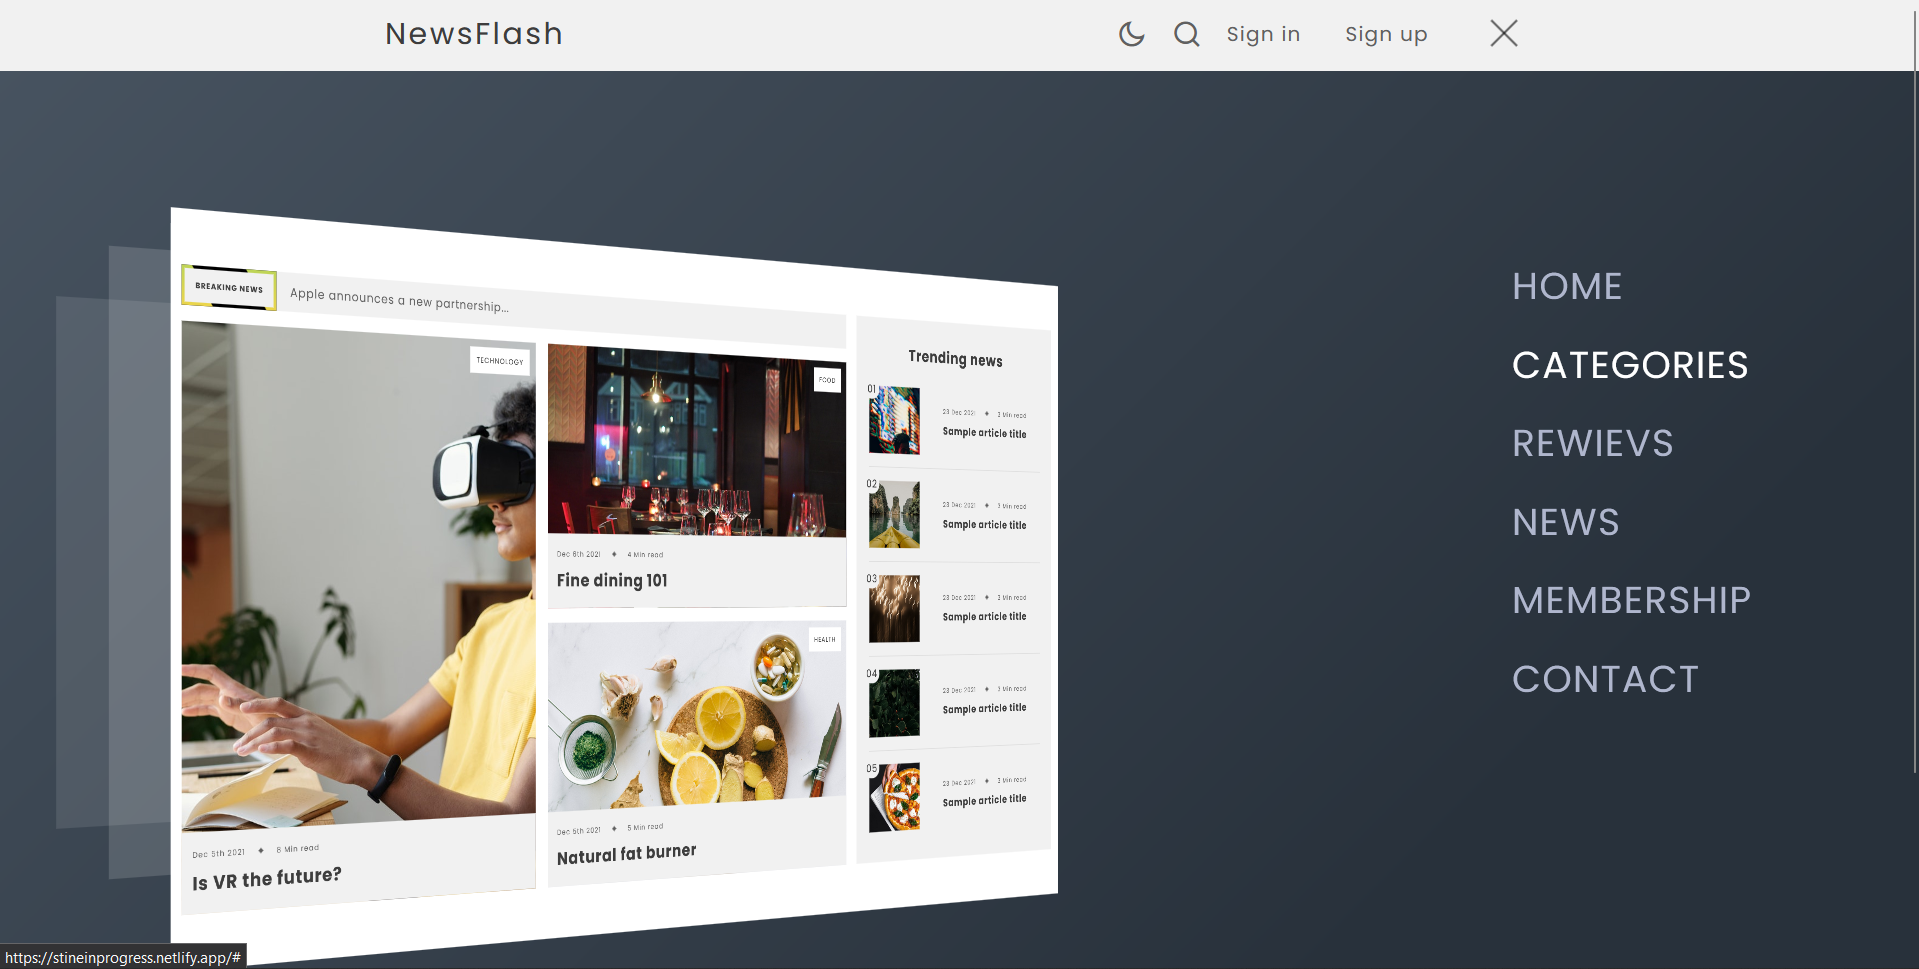 NewsFlash
Sign in
Sign up
BREAKING NEWS
Apple announces a new partnership...
TECHNOLOGY
Dec 5th 2021 ♦ 8 Min read
Is VR the future?
FOOD
Dec 6th 2021 ♦ 4 Min read
Fine dining 101
HEALTH
Dec 5th 2021 ♦ 5 Min read
Natural fat burner
Trending news
01
23 Dec 2021 ♦ 3 Min read
Sample article title
02
23 Dec 2021 ♦ 3 Min read
Sample article title
03
23 Dec 2021 ♦ 3 Min read
Sample article title
04
23 Dec 2021 ♦ 3 Min read
Sample article title
05
23 Dec 2021 ♦ 3 Min read
Sample article title
HOME
CATEGORIES
REWIEVS
NEWS
MEMBERSHIP
CONTACT
https://stineinprogress.netlify.app/#